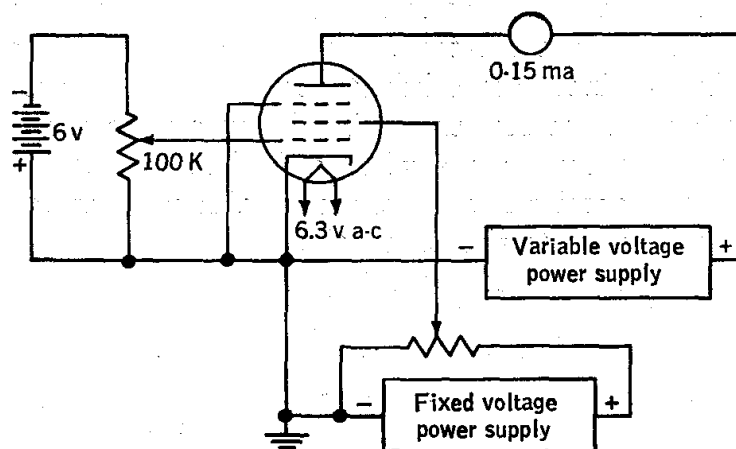 0-15 ma
−
6 v
+
100 K
6.3 v. a-c
−
Variable voltage
power supply
+
−
Fixed voltage
power supply
+